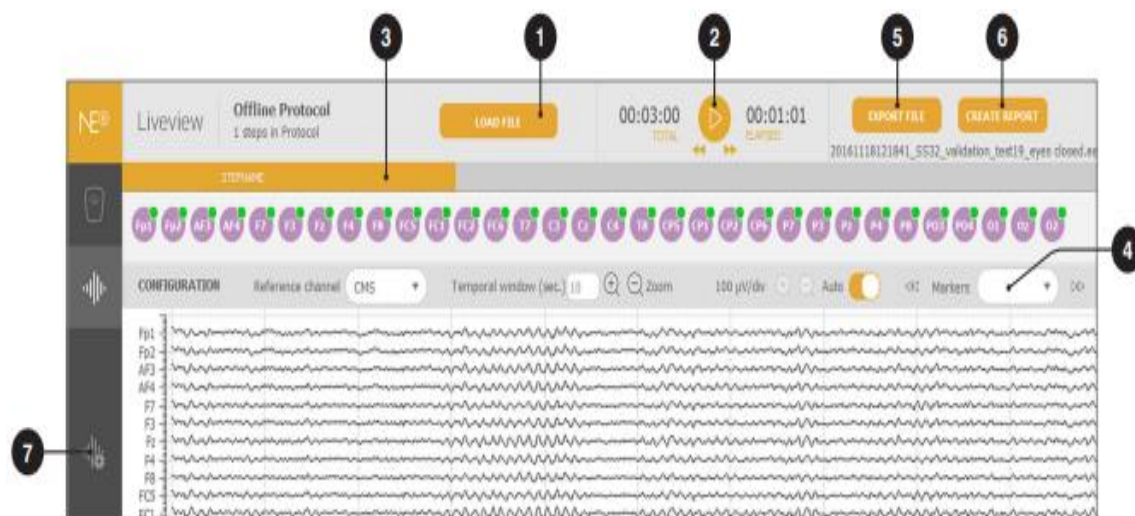 3 1 2 5 6
NE® Liveview Offline Protocol LOAD FILE 00:03:00 00:01:01 EXPORT FILE CREATE REPORT
1 steps in Protocol TOTAL ELAPSED
20161118121841_SS32_validation_test19_eyes closed.ee
STEPNAME
Fp1 Fp2 AF3 AF4 F7 F3 Fz F4 F8 FC5 FC1 FC2 FC6 T7 C3 Cz C4 T8 CP5 CP1 CP2 CP6 P7 P3 Pz P4 P8 PO3 PO4 O1 Oz O2
4
CONFIGURATION Reference channel CMS Temporal window (sec.) 10 Zoom 100 µV/div Auto Markers
Fp1
Fp2
AF3
AF4
F7
F3
Fz
7
F4
F8
FC5
FC1